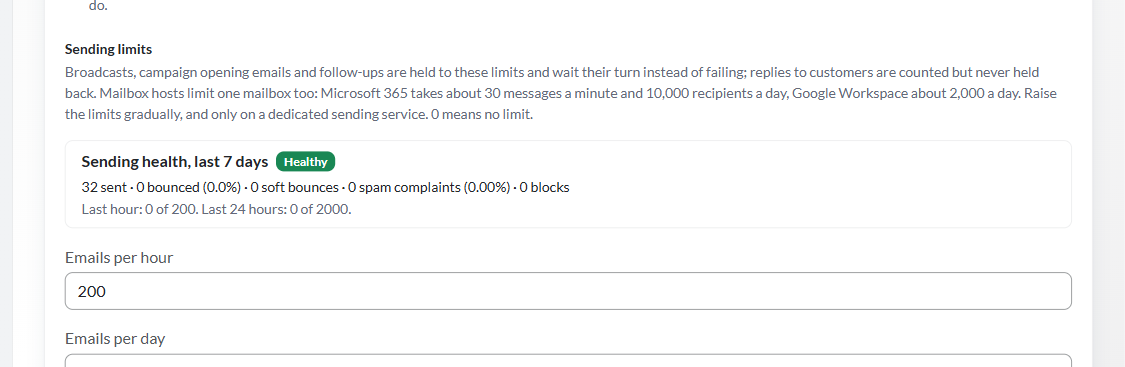 do.
Sending limits
Broadcasts, campaign opening emails and follow-ups are held to these limits and wait their turn instead of failing; replies to customers are counted but never held
back. Mailbox hosts limit one mailbox too: Microsoft 365 takes about 30 messages a minute and 10,000 recipients a day, Google Workspace about 2,000 a day. Raise
the limits gradually, and only on a dedicated sending service. 0 means no limit.
Sending health, last 7 days Healthy
32 sent · 0 bounced (0.0%) · 0 soft bounces · 0 spam complaints (0.00%) · 0 blocks
Last hour: 0 of 200. Last 24 hours: 0 of 2000.
Emails per hour
200
Emails per day